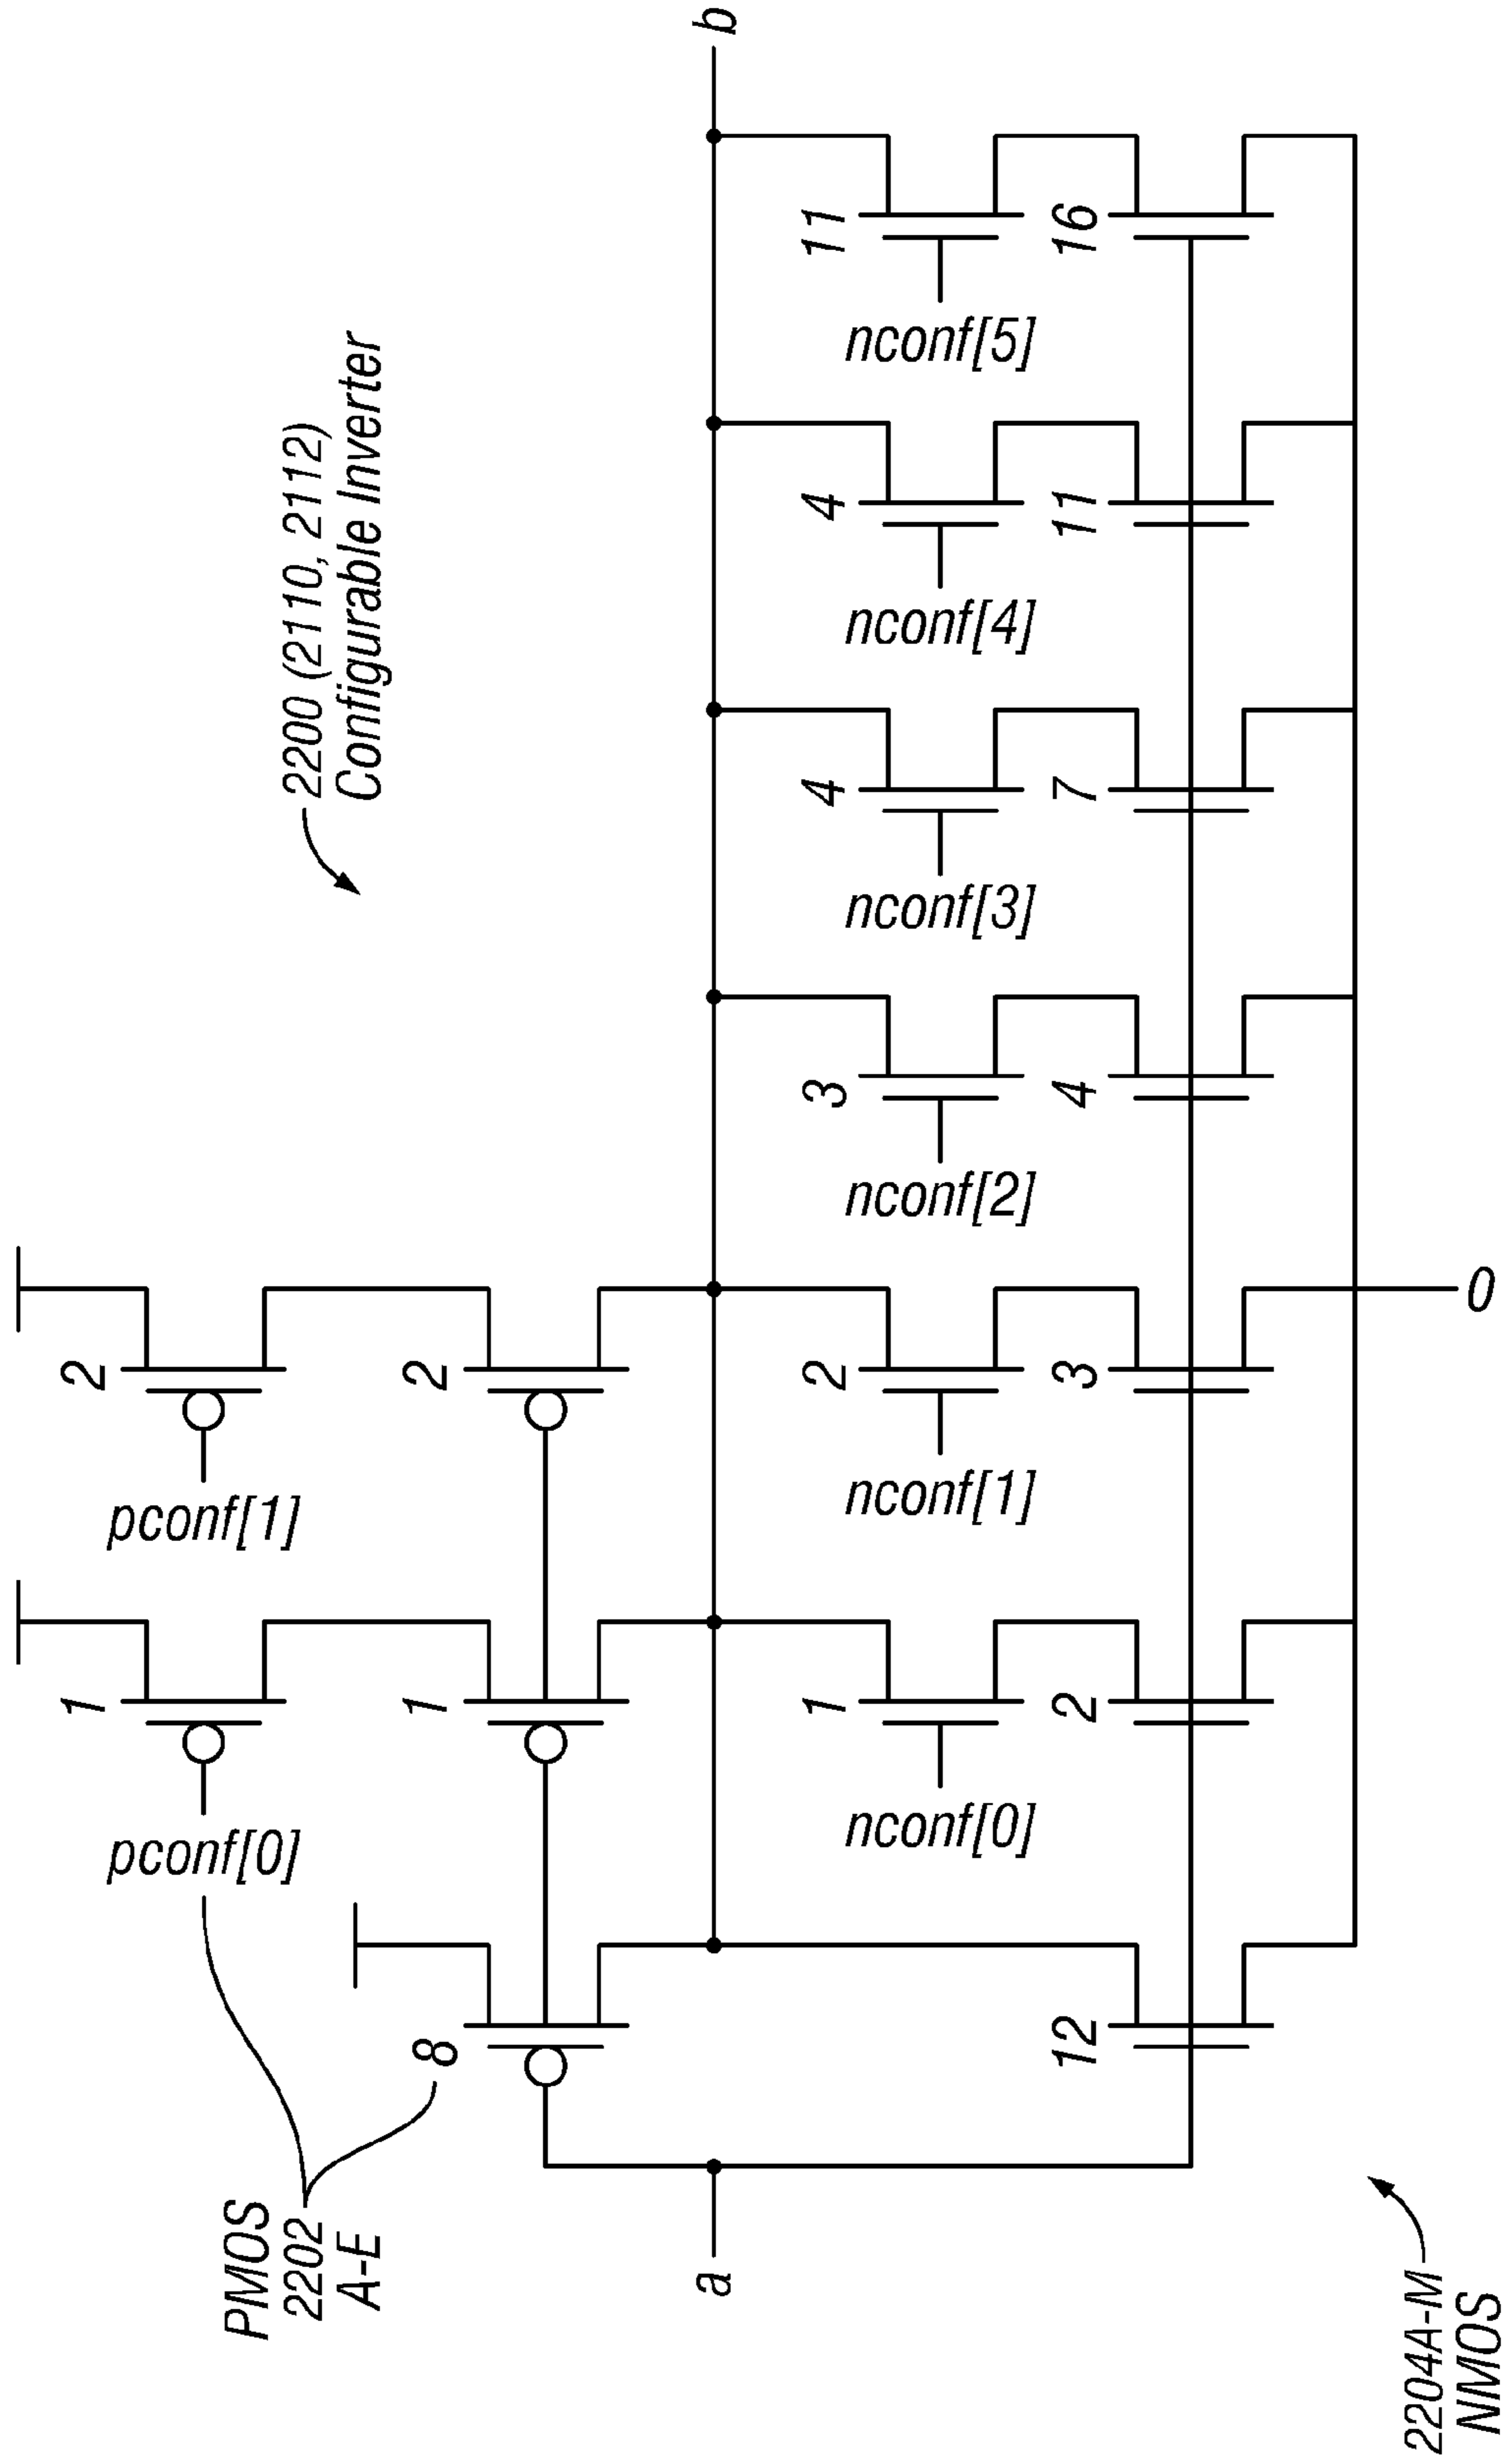 2200 (2110, 2112)
Configurable Inverter
PMOS
2202
A-E
pconf[0]
pconf[1]
1
2
8
1
2
a
b
nconf[0]
nconf[1]
nconf[2]
nconf[3]
nconf[4]
nconf[5]
1
2
3
4
4
11
12
2
3
4
7
11
16
0
2204A-M
NMOS